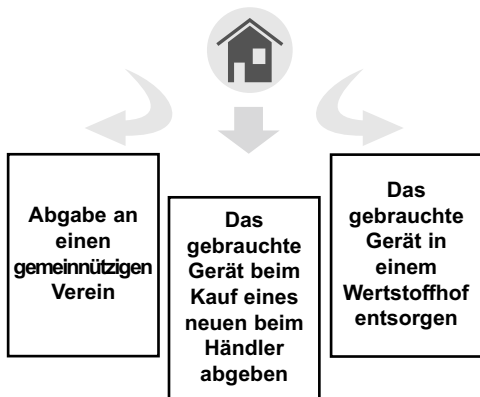 Abgabe an
einen
gemeinnützigen
Verein
Das
gebrauchte
Gerät beim
Kauf eines
neuen beim
Händler
abgeben
Das
gebrauchte
Gerät in
einem
Wertstoffhof
entsorgen